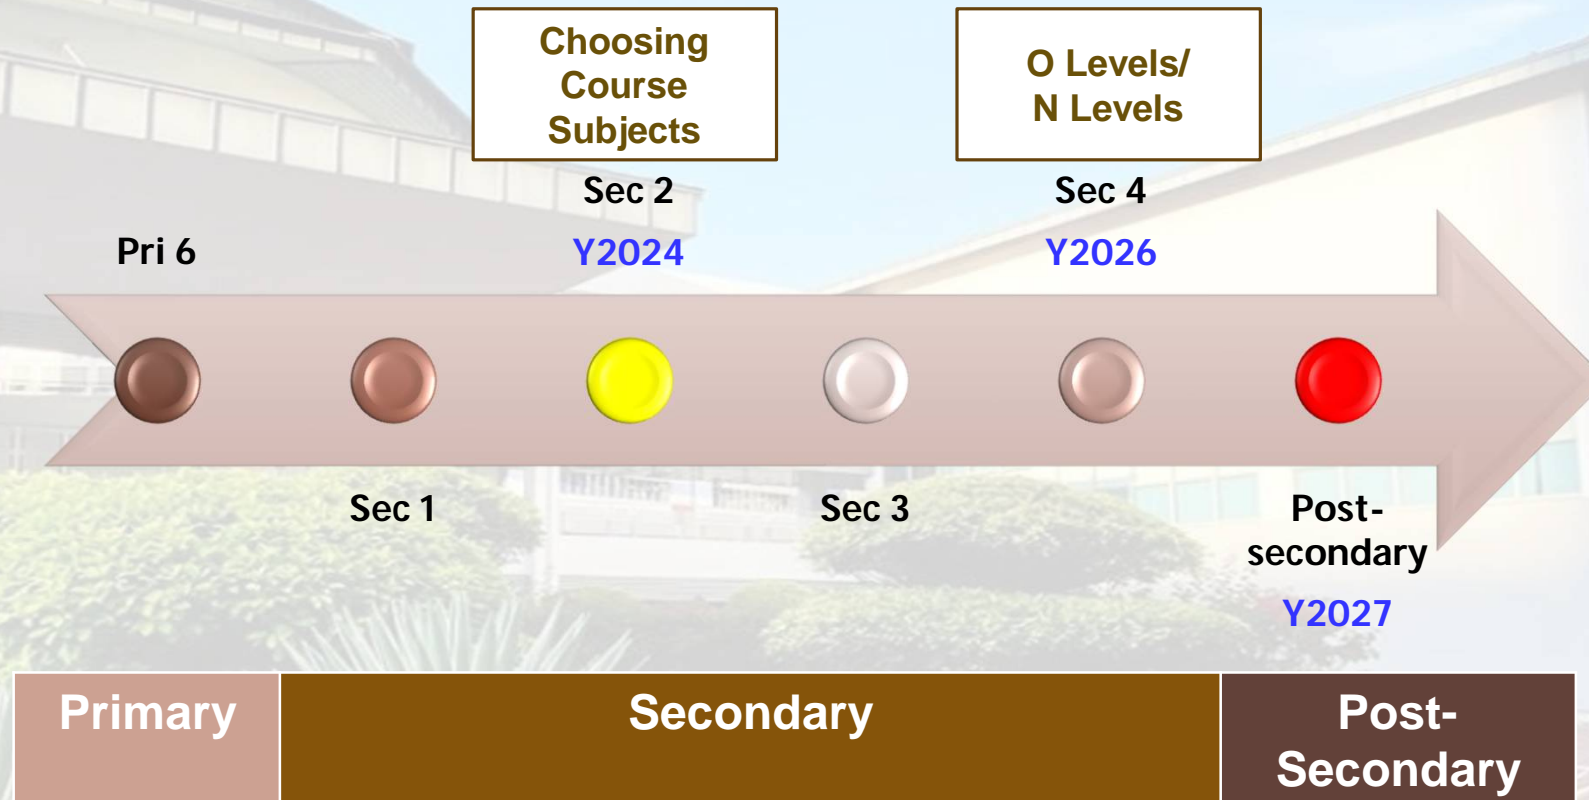 Choosing
Course
Subjects
O Levels/
N Levels
Sec 2
Sec 4
Pri 6
Y2024
Y2026
Sec 1
Sec 3
Post-
secondary
Y2027
Primary
Secondary
Post-
Secondary